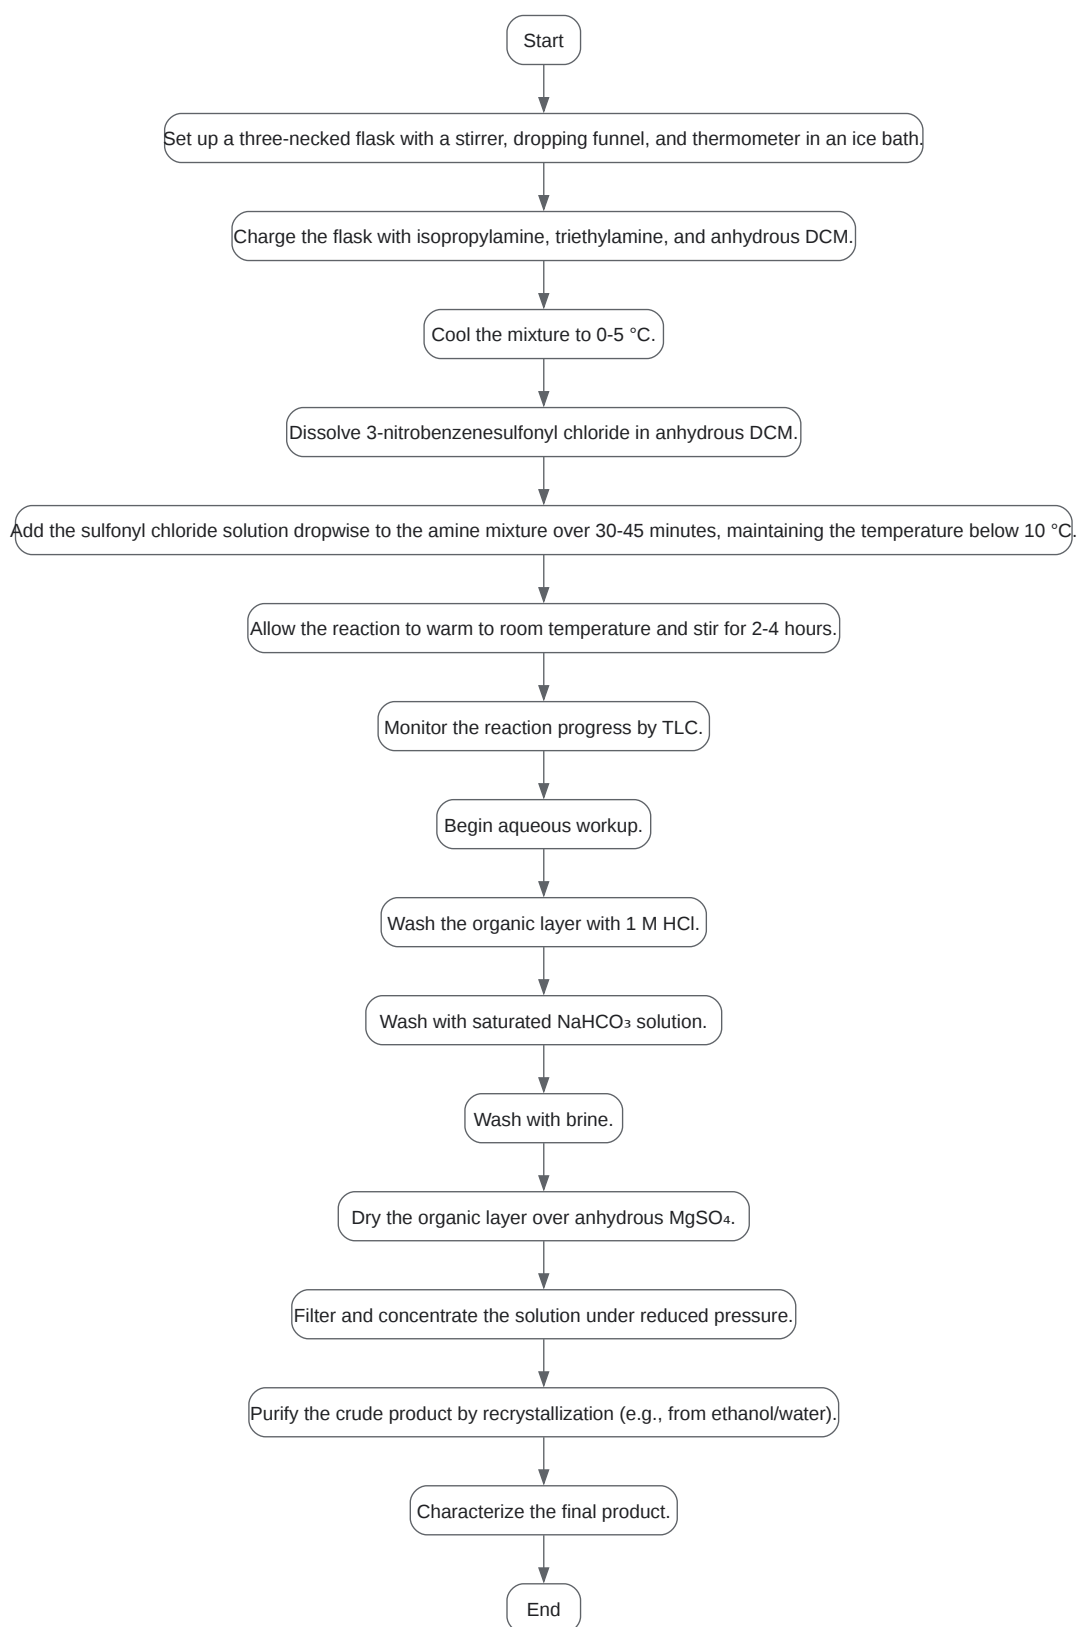 Start
Set up a three-necked flask with a stirrer, dropping funnel, and thermometer in an ice bath.
Charge the flask with isopropylamine, triethylamine, and anhydrous DCM.
Cool the mixture to 0-5 °C.
Dissolve 3-nitrobenzenesulfonyl chloride in anhydrous DCM.
Add the sulfonyl chloride solution dropwise to the amine mixture over 30-45 minutes, maintaining the temperature below 10 °C.
Allow the reaction to warm to room temperature and stir for 2-4 hours.
Monitor the reaction progress by TLC.
Begin aqueous workup.
Wash the organic layer with 1 M HCl.
Wash with saturated NaHCO₃ solution.
Wash with brine.
Dry the organic layer over anhydrous MgSO₄.
Filter and concentrate the solution under reduced pressure.
Purify the crude product by recrystallization (e.g., from ethanol/water).
Characterize the final product.
End